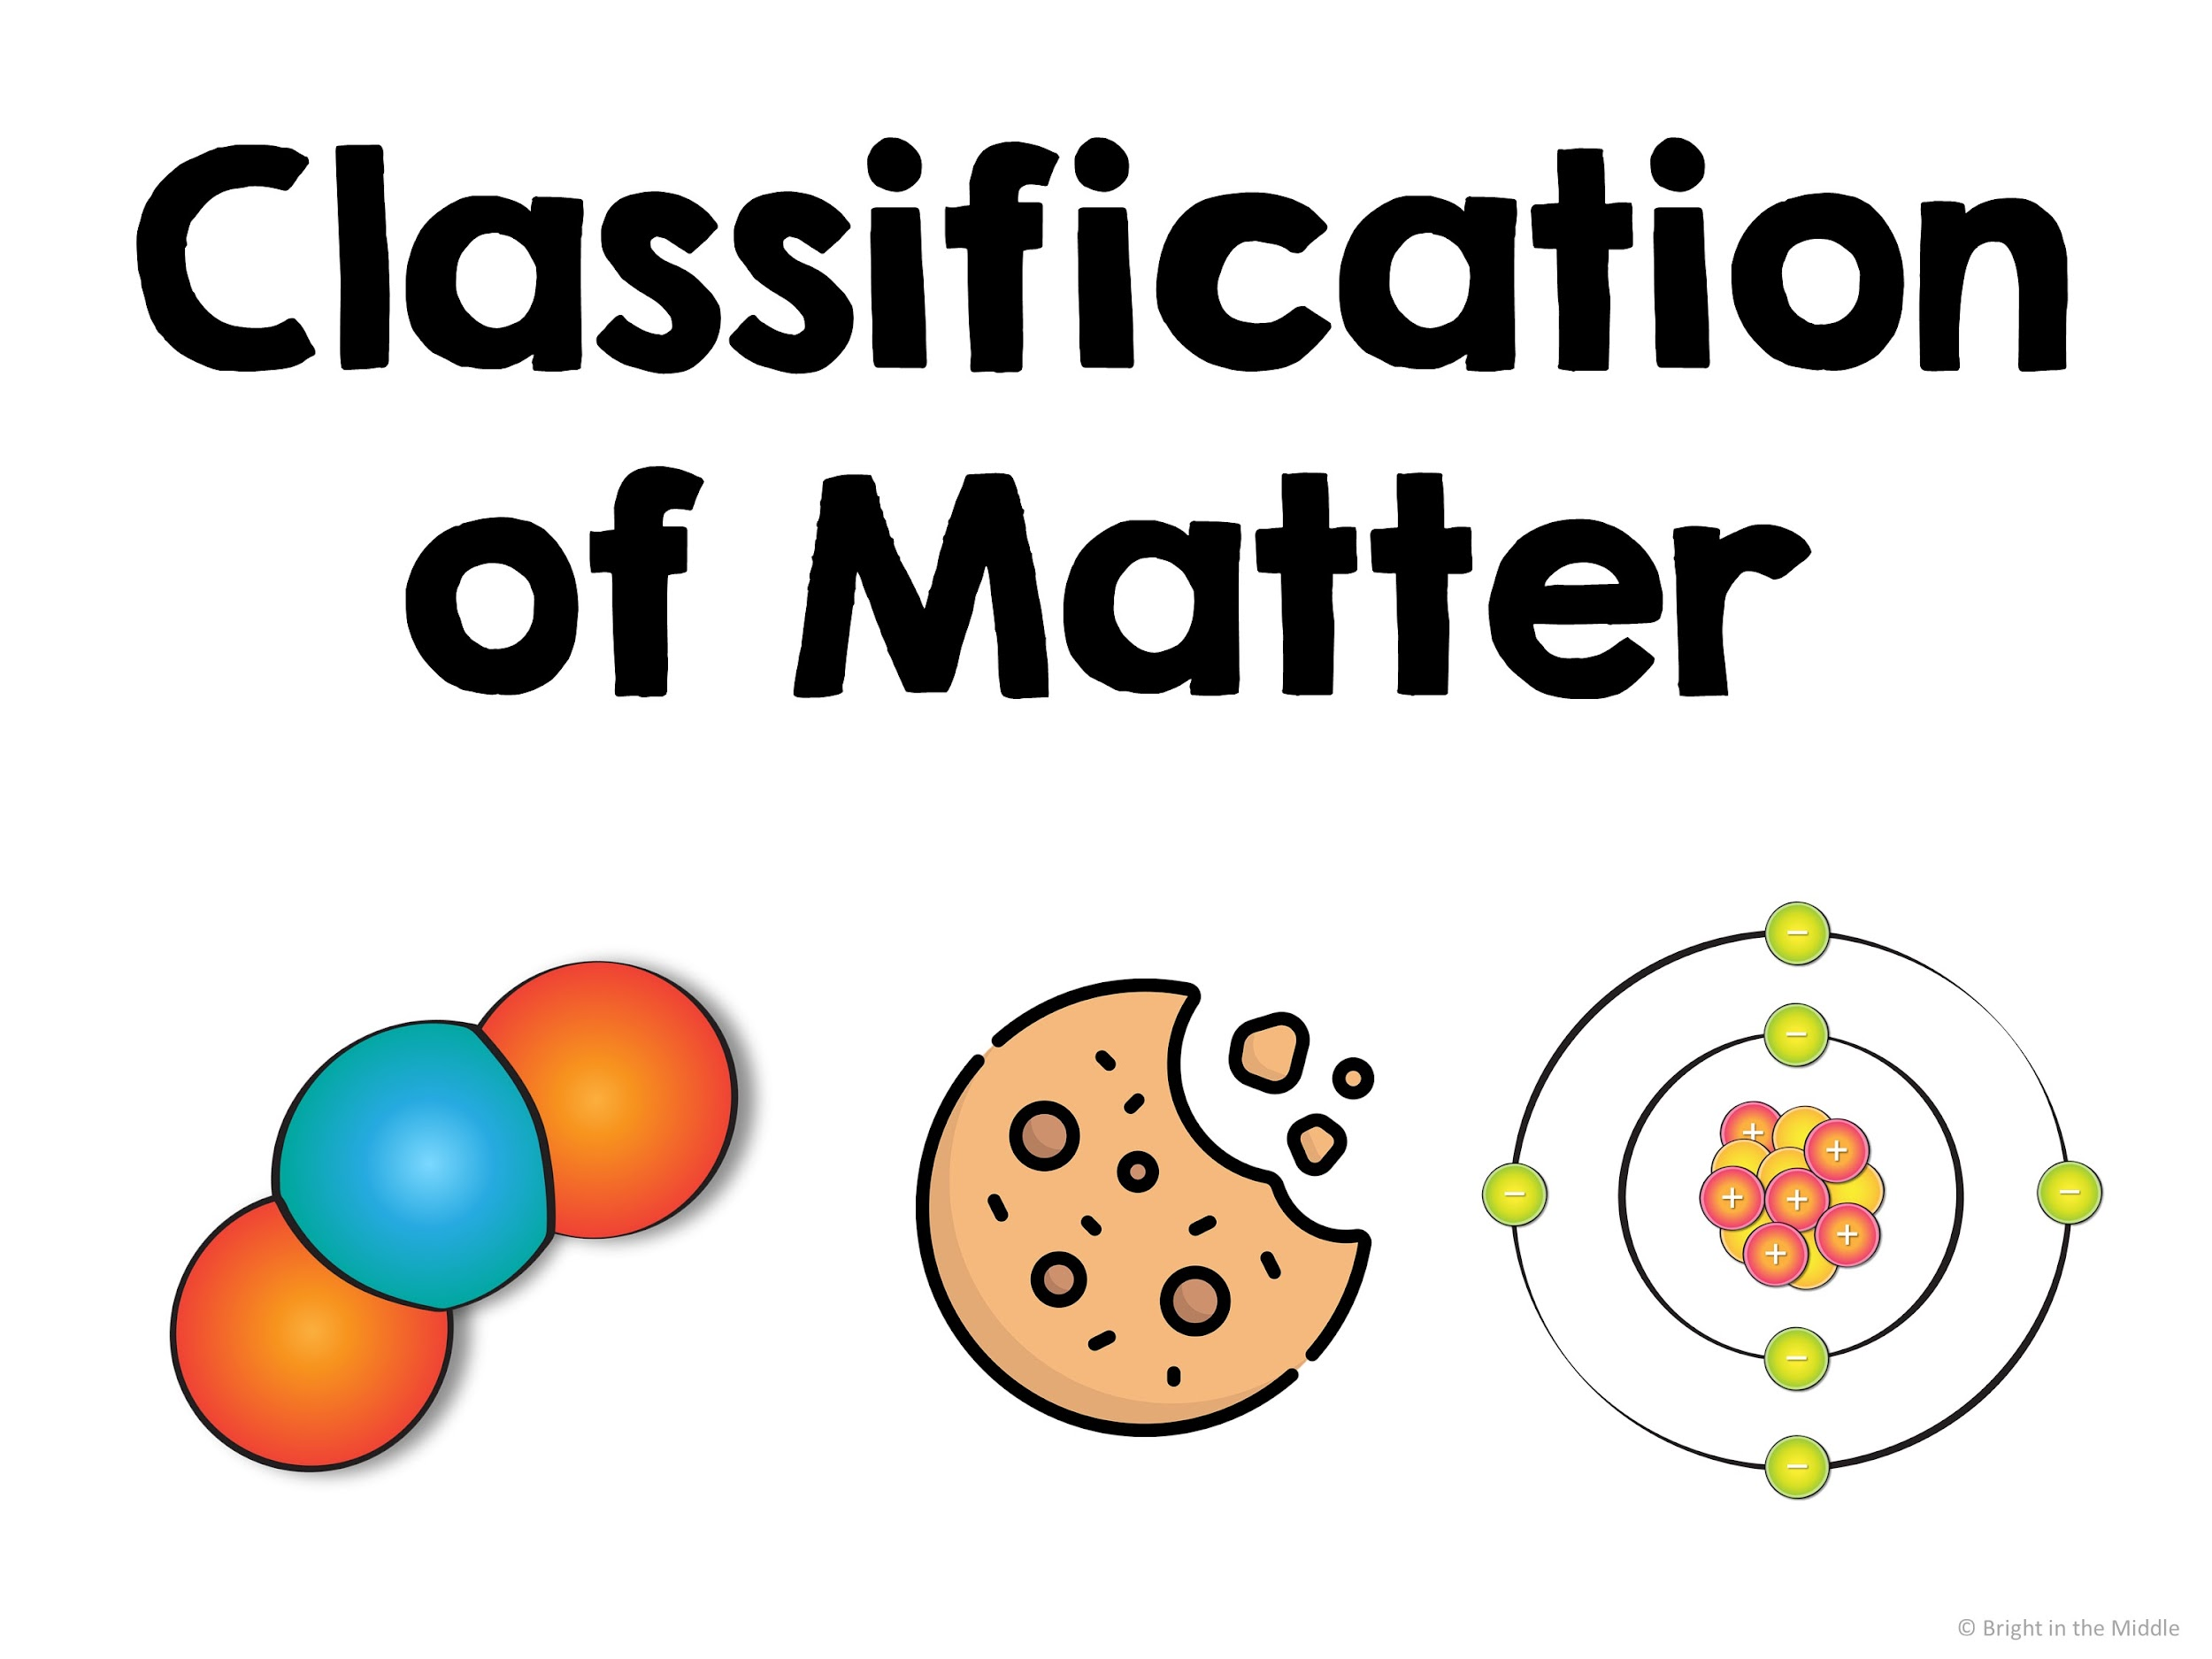 Classification
of Matter
−
−
+
+
− + + −
+
+
−
−
© Bright in the Middle